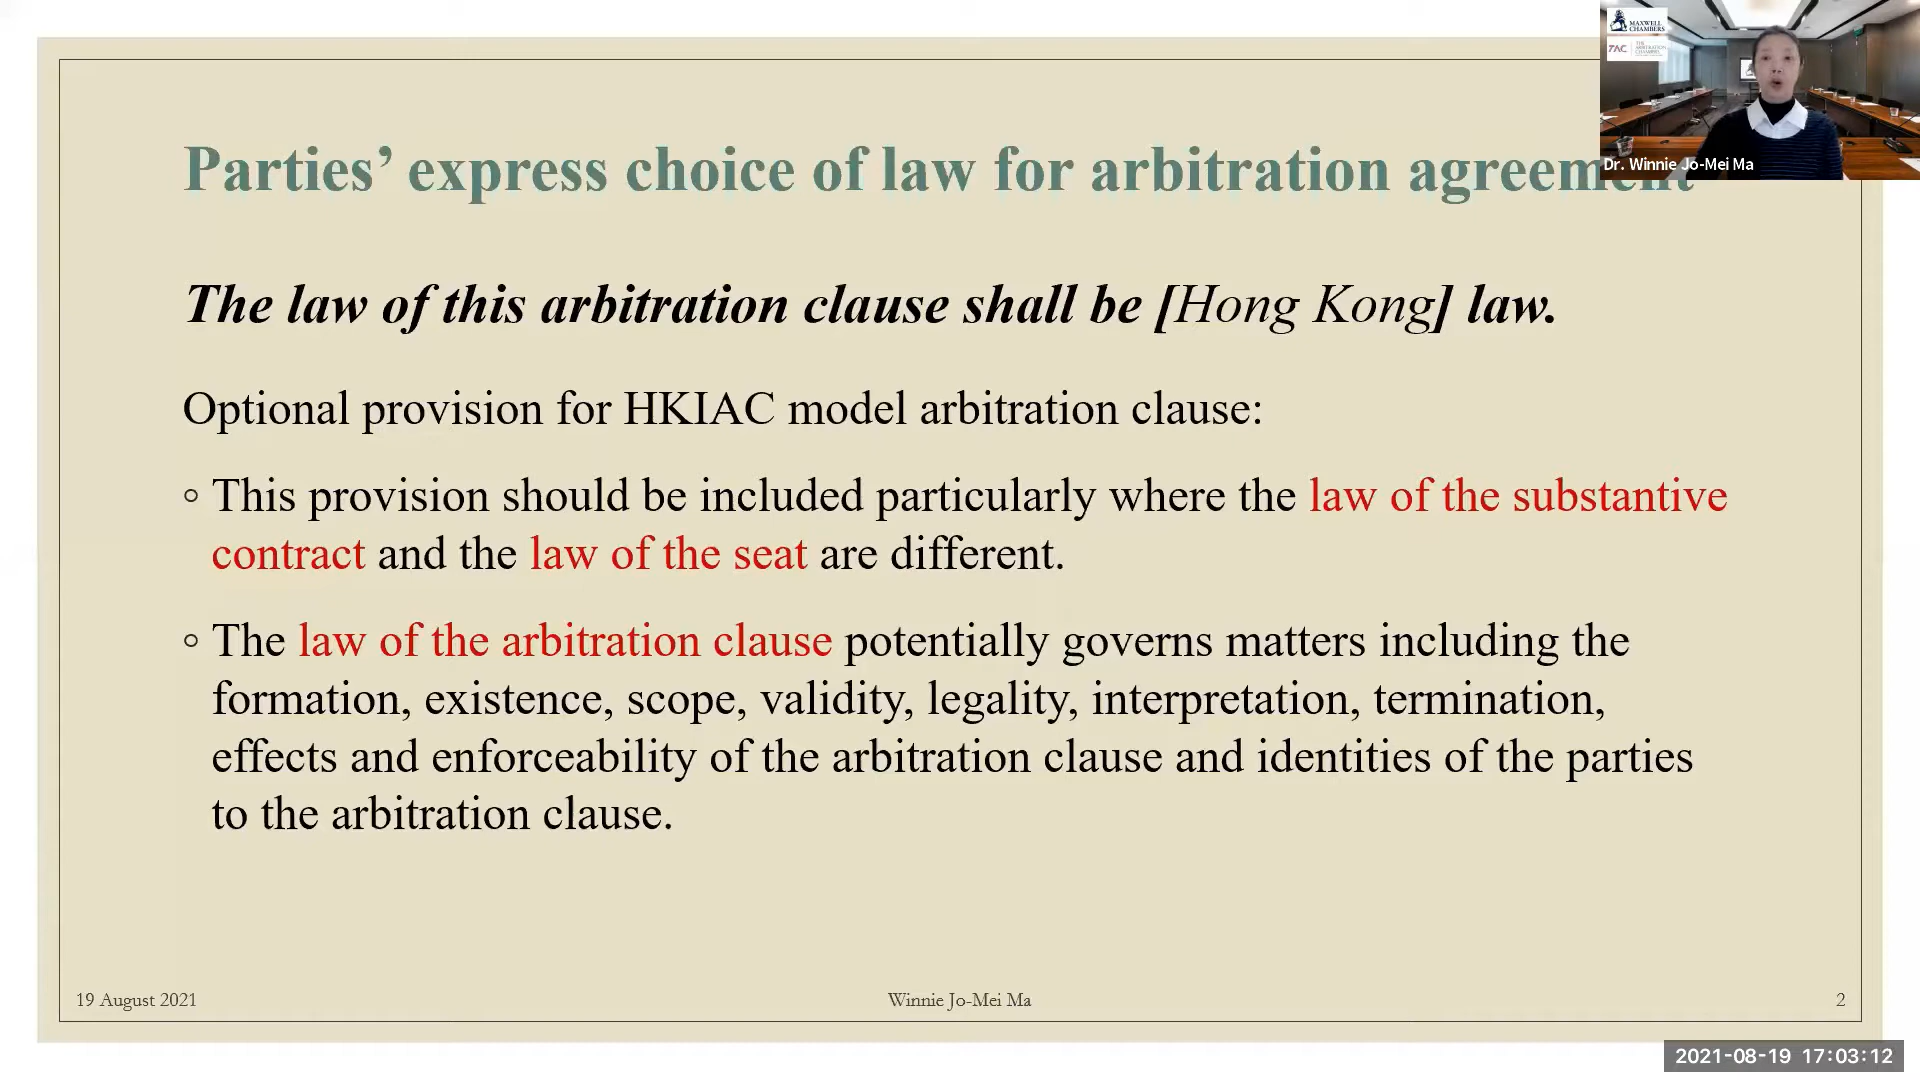 MAXWELL
CHAMBERS
TAC
Dr. Winnie Jo-Mei Ma
Parties’ express choice of law for arbitration agreement
The law of this arbitration clause shall be [Hong Kong] law.
Optional provision for HKIAC model arbitration clause:
◦ This provision should be included particularly where the law of the substantive
contract and the law of the seat are different.
◦ The law of the arbitration clause potentially governs matters including the
formation, existence, scope, validity, legality, interpretation, termination,
effects and enforceability of the arbitration clause and identities of the parties
to the arbitration clause.
19 August 2021
Winnie Jo-Mei Ma
2
2021-08-19 17:03:12